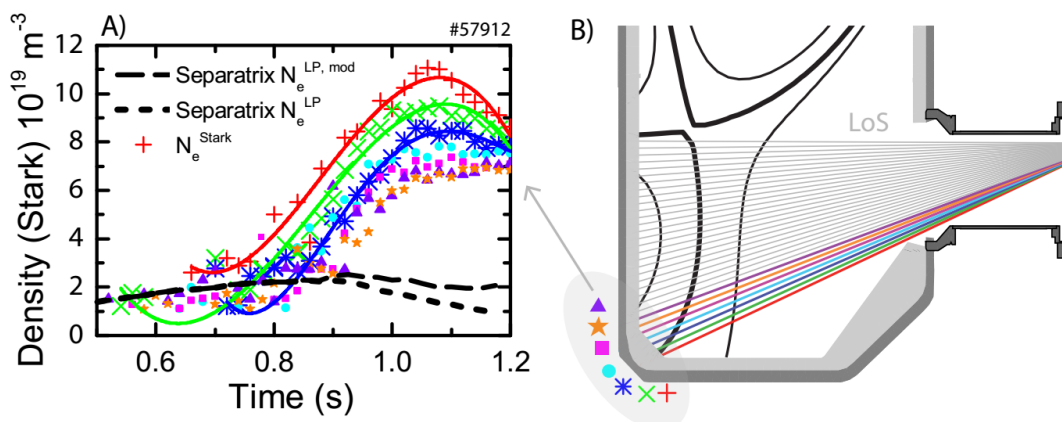 A)
#57912
Density (Stark) 10¹⁹ m⁻³
12
10
8
6
4
2
0
Separatrix Nₑ^LP, mod
Separatrix Nₑ^LP
Nₑ^Stark
0.6
0.8
1.0
1.2
Time (s)
B)
LoS